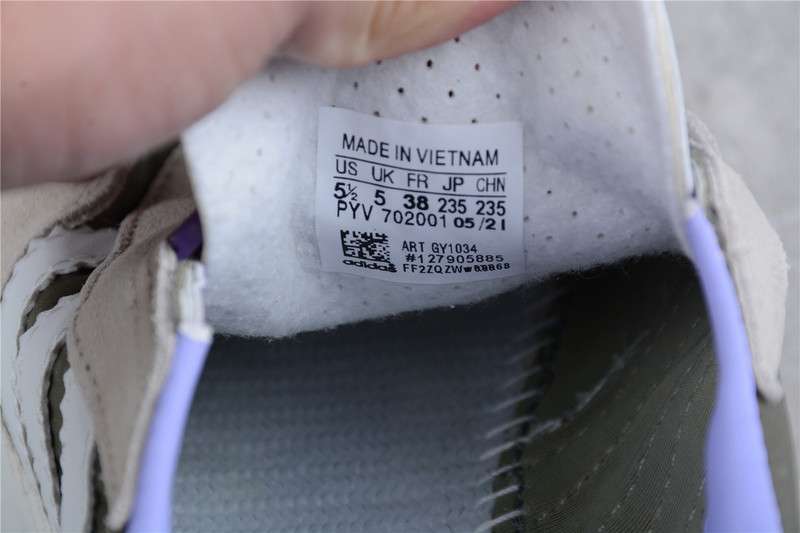 MADE IN VIETNAM
US UK FR JP CHN
5½ 5 38 235 235
PYV 702001 05/21
ART GY1034
#127905885
adidas